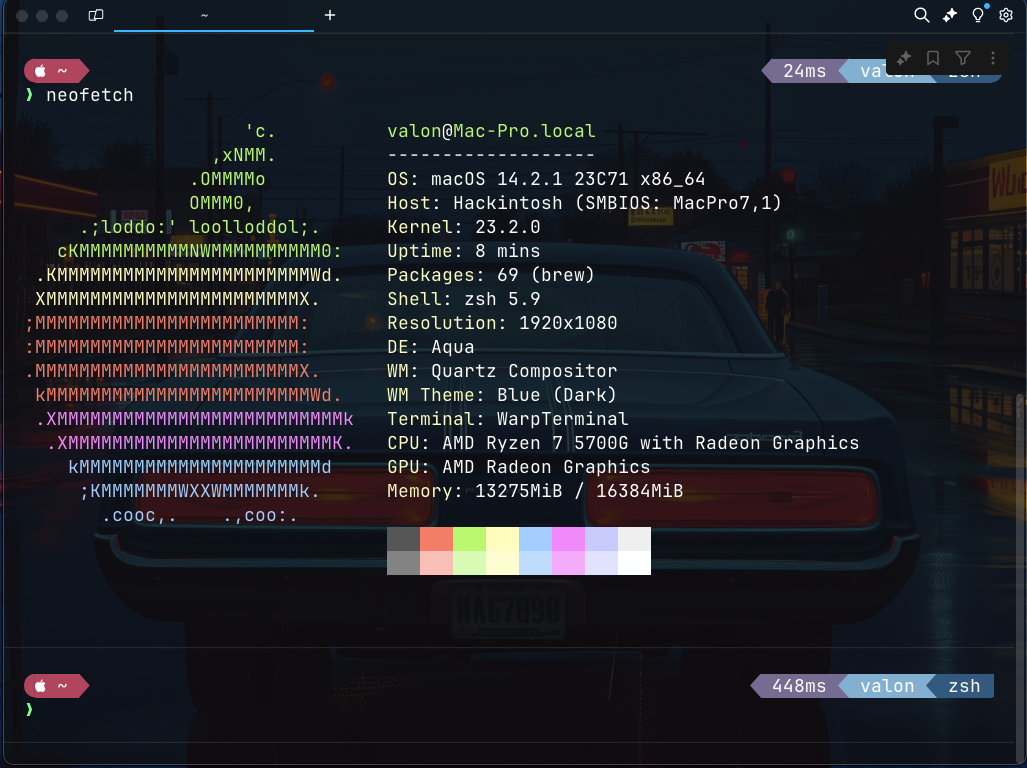 ~
+
~
24ms
neofetch
'c.
,xNMM.
.OMMMMo
OMMM0,
.;loddo:' loolloddol;.
cKMMMMMMMMMMNWMMMMMMMMMM0:
.KMMMMMMMMMMMMMMMMMMMMMMMWd.
XMMMMMMMMMMMMMMMMMMMMMMMX.
;MMMMMMMMMMMMMMMMMMMMMMMM:
:MMMMMMMMMMMMMMMMMMMMMMMM:
.MMMMMMMMMMMMMMMMMMMMMMMMX.
kMMMMMMMMMMMMMMMMMMMMMMMMWd.
.XMMMMMMMMMMMMMMMMMMMMMMMMMMk
.XMMMMMMMMMMMMMMMMMMMMMMMMK.
kMMMMMMMMMMMMMMMMMMMMMMd
;KMMMMMMMWXXWMMMMMMMk.
.cooc,.    .,coo:.
valon@Mac-Pro.local
-------------------
OS: macOS 14.2.1 23C71 x86_64
Host: Hackintosh (SMBIOS: MacPro7,1)
Kernel: 23.2.0
Uptime: 8 mins
Packages: 69 (brew)
Shell: zsh 5.9
Resolution: 1920x1080
DE: Aqua
WM: Quartz Compositor
WM Theme: Blue (Dark)
Terminal: WarpTerminal
CPU: AMD Ryzen 7 5700G with Radeon Graphics
GPU: AMD Radeon Graphics
Memory: 13275MiB / 16384MiB
~
448ms valon zsh